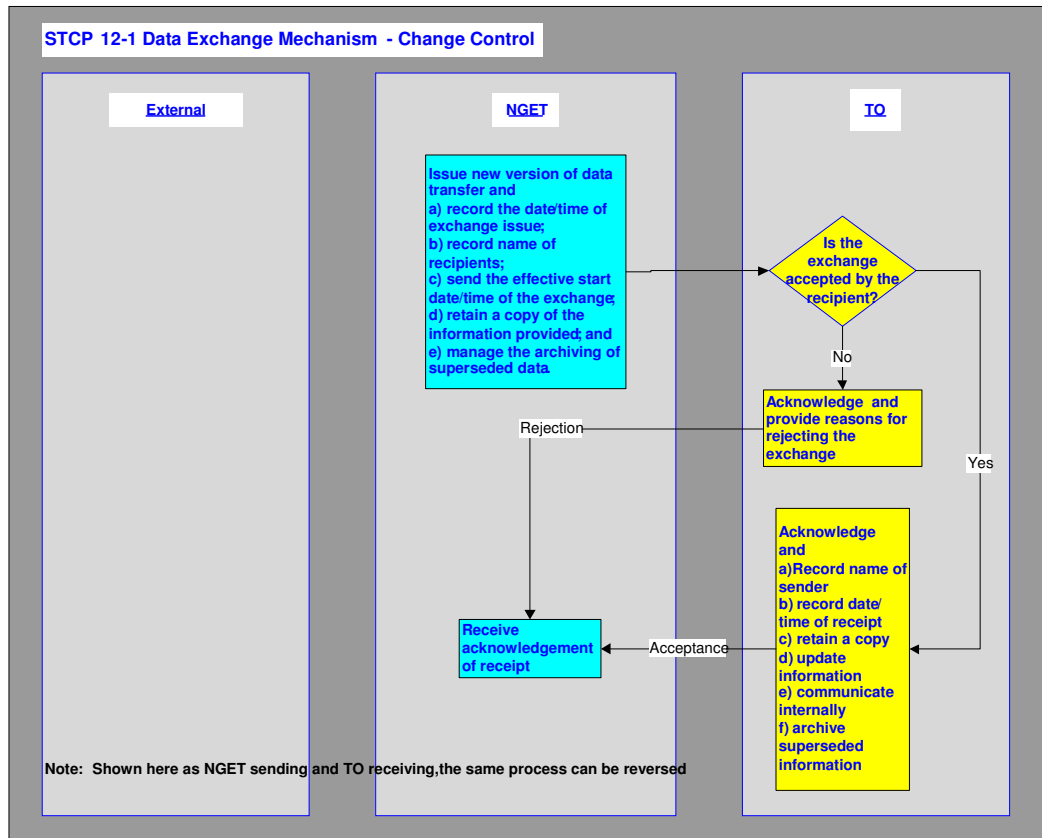 STCP 12-1 Data Exchange Mechanism - Change Control
External
NGET
TO
Issue new version of data
transfer and
a) record the date/time of
exchange issue;
b) record name of
recipients;
c) send the effective start
date/time of the exchange;
d) retain a copy of the
information provided; and
e) manage the archiving of
superseded data.
Is the
exchange
accepted by the
recipient?
No
Acknowledge and
provide reasons for
rejecting the
exchange
Rejection
Yes
Acknowledge
and
a)Record name of
sender
b) record date/
time of receipt
c) retain a copy
d) update
information
e) communicate
internally
f) archive
superseded
information
Acceptance
Receive
acknowledgement
of receipt
Note: Shown here as NGET sending and TO receiving,the same process can be reversed